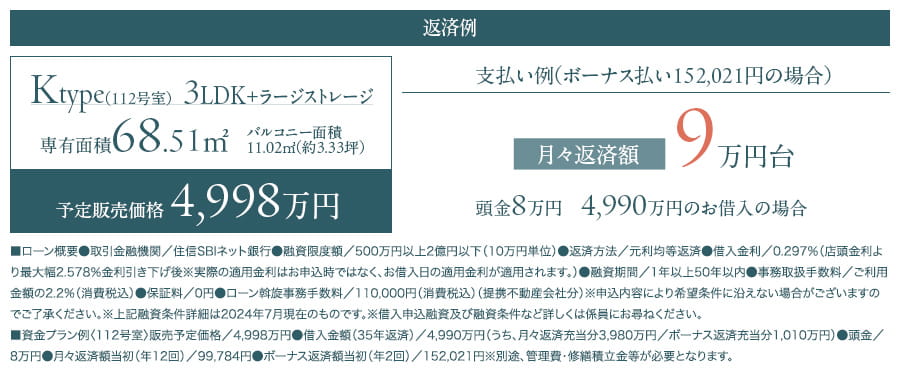 返済例
Ktype（112号室） 3LDK+ラージストレージ
専有面積68.51㎡ バルコニー面積 11.02㎡（約3.33坪）
予定販売価格 4,998万円
支払い例（ボーナス払い152,021円の場合）
月々返済額 9万円台
頭金8万円 4,990万円のお借入の場合
■ローン概要●取引金融機関／住信SBIネット銀行●融資限度額／500万円以上2億円以下（10万円単位）●返済方法／元利均等返済●借入金利／0.297%（店頭金利よ
り最大幅2.578%金利引き下げ後※実際の適用金利はお申込時ではなく、お借入日の適用金利が適用されます。）●融資期間／1年以上50年以内●事務取扱手数料／ご利用
金額の2.2%（消費税込）●保証料／0円●ローン斡旋事務手数料／110,000円（消費税込）（提携不動産会社分）※申込内容により希望条件に沿えない場合がございますの
でご了承ください。※上記融資条件詳細は2024年7月現在のものです。※借入申込融資及び融資条件など詳しくは係員にお尋ねください。
■資金プラン例〈112号室〉販売予定価格／4,998万円●借入金額（35年返済）／4,990万円（うち、月々返済充当分3,980万円／ボーナス返済充当分1,010万円）●頭金／
8万円●月々返済額当初（年12回）／99,784円●ボーナス返済額当初（年2回）／152,021円※別途、管理費・修繕積立金等が必要となります。